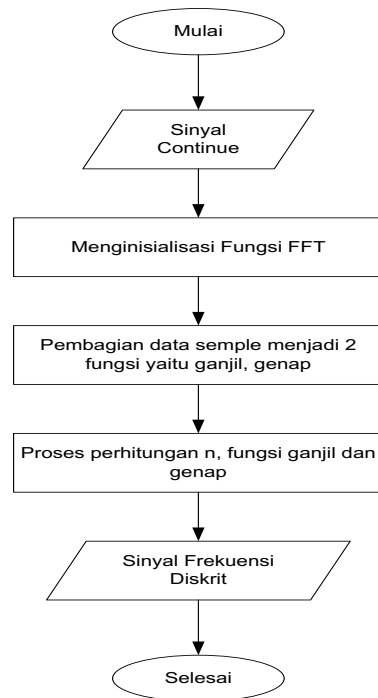 Mulai
Sinyal
Continue
Menginisialisasi Fungsi FFT
Pembagian data semple menjadi 2
fungsi yaitu ganjil, genap
Proses perhitungan n, fungsi ganjil dan
genap
Sinyal Frekuensi
Diskrit
Selesai